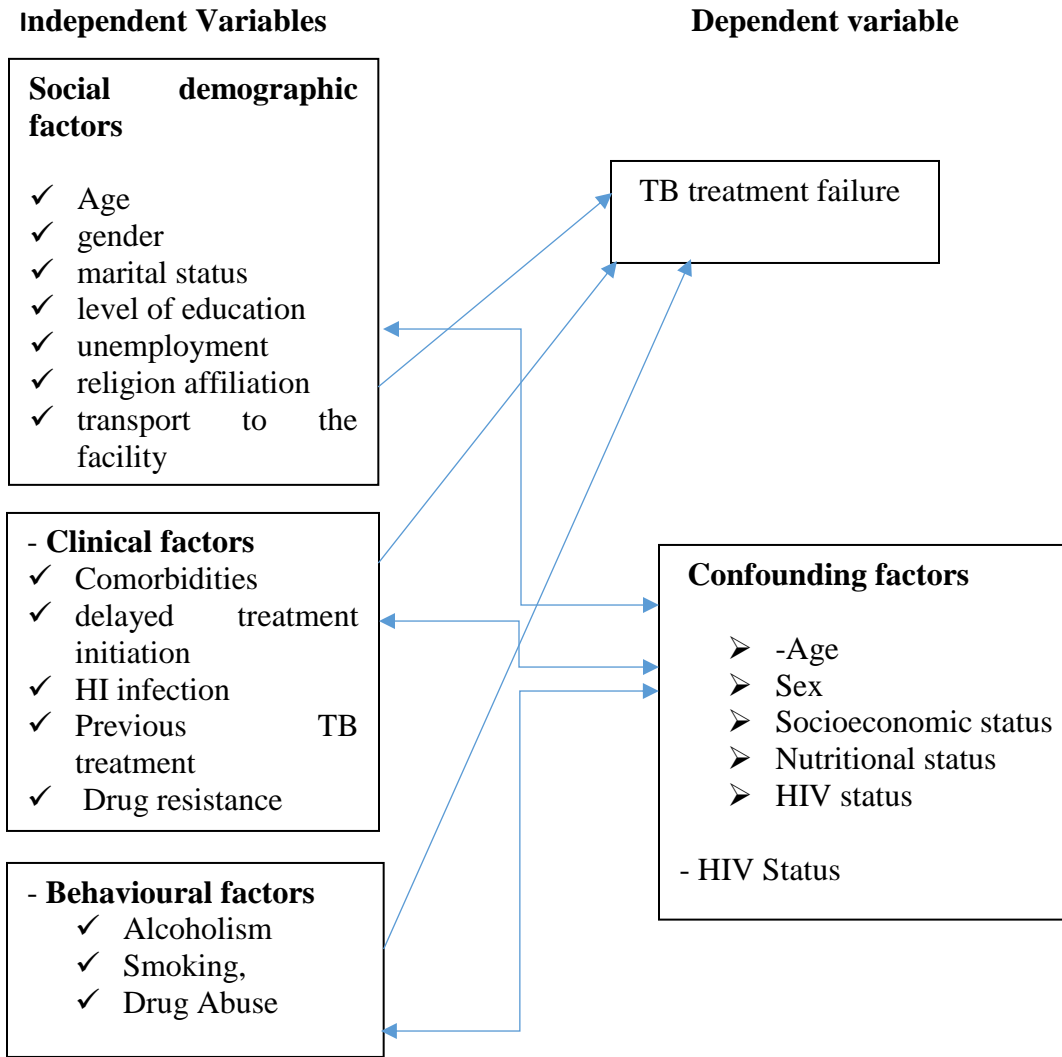 Independent Variables
Dependent variable
Social demographic
factors
✓ Age
✓ gender
✓ marital status
✓ level of education
✓ unemployment
✓ religion affiliation
✓ transport to the
facility
TB treatment failure
- Clinical factors
✓ Comorbidities
✓ delayed treatment
initiation
✓ HI infection
✓ Previous TB
treatment
✓ Drug resistance
Confounding factors
➢ -Age
➢ Sex
➢ Socioeconomic status
➢ Nutritional status
➢ HIV status
- HIV Status
- Behavioural factors
✓ Alcoholism
✓ Smoking,
✓ Drug Abuse